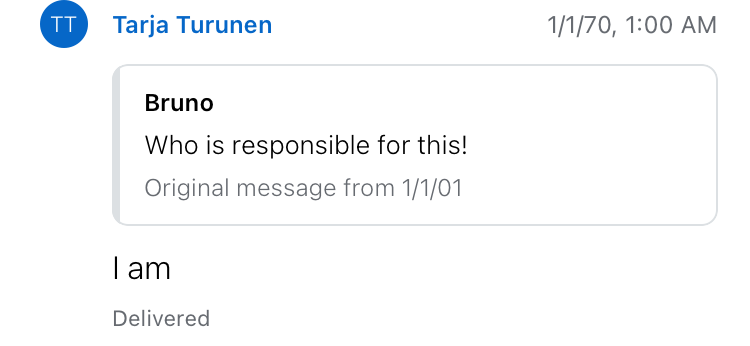 TT
Tarja Turunen
1/1/70, 1:00 AM
Bruno
Who is responsible for this!
Original message from 1/1/01
I am
Delivered